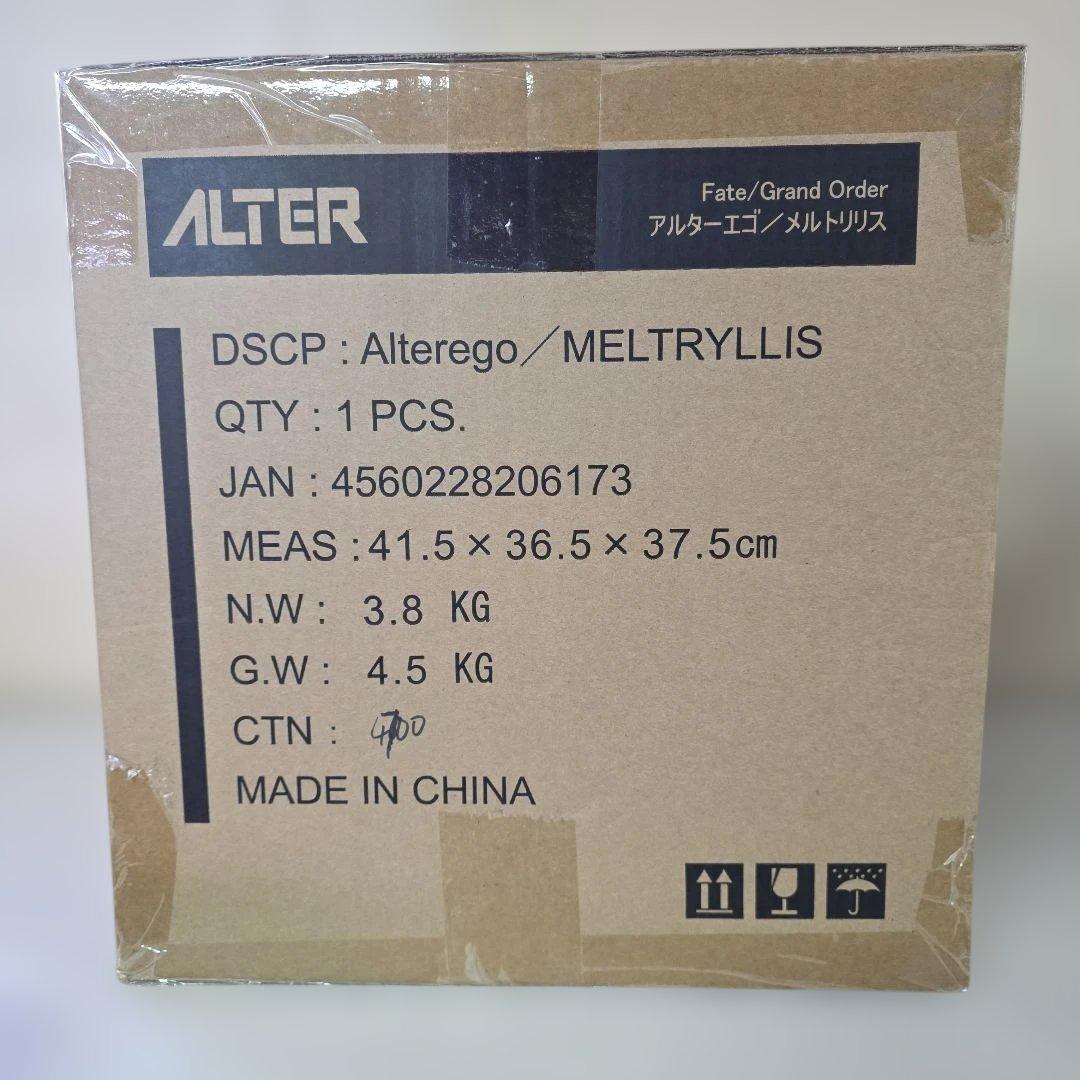 ALTER
Fate/Grand Order
アルターエゴ／メルトリリス
DSCP : Alterego／MELTRYLLIS
QTY : 1 PCS.
JAN : 4560228206173
MEAS : 41.5 × 36.5 × 37.5cm
N.W : 3.8 KG
G.W : 4.5 KG
CTN :
MADE IN CHINA